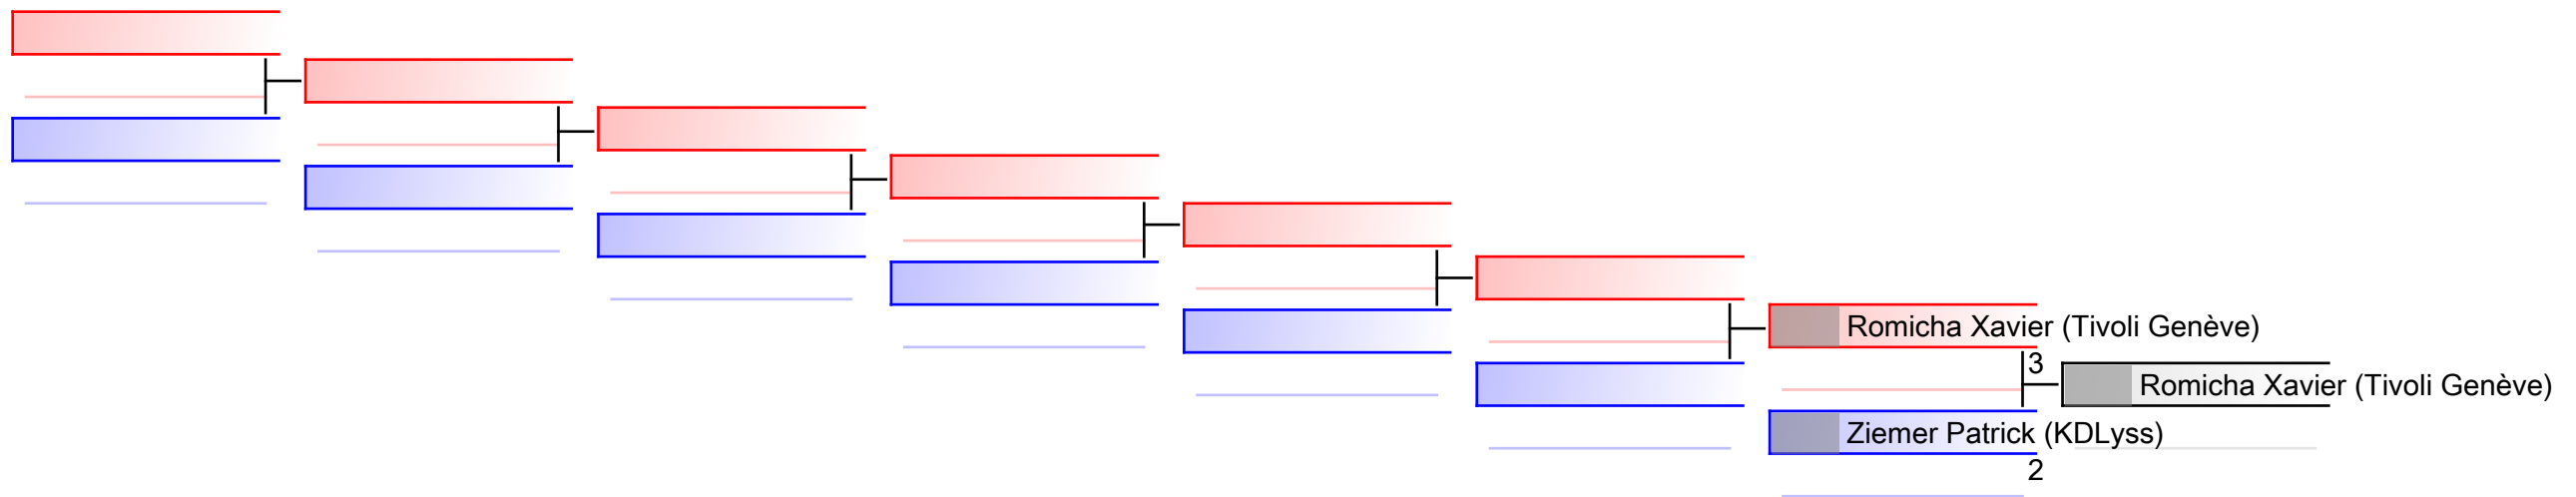 Romicha Xavier (Tivoli Genève)
3
Romicha Xavier (Tivoli Genève)
Ziemer Patrick (KDLyss)
2